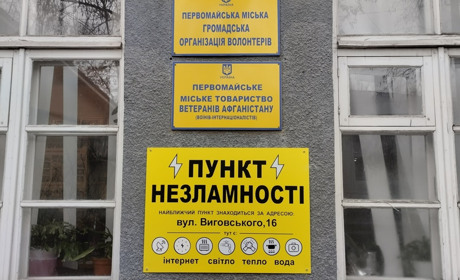 ПЕРВОМАЙСЬКА МІСЬКА
ГРОМАДСЬКА
ОРГАНІЗАЦІЯ ВОЛОНТЕРІВ
ПЕРВОМАЙСЬКЕ
МІСЬКЕ ТОВАРИСТВО
ВЕТЕРАНІВ АФГАНІСТАНУ
(ВОЇНІВ-ІНТЕРНАЦІОНАЛІСТІВ)
ПУНКТ
НЕЗЛАМНОСТІ
НАЙБЛИЖЧИЙ ПУНКТ ЗНАХОДИТЬСЯ ЗА АДРЕСОЮ:
вул. Виговського,16
тут є:
інтернет світло тепло вода